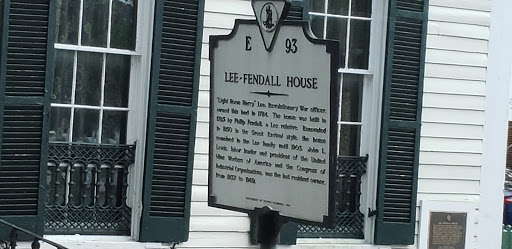 E 93
LEE-FENDALL HOUSE
"Light Horse Harry" Lee, Revolutionary War officer,
owned this land in 1784. The house was built in
1785 by Philip Fendall, a Lee relative. Renovated
in 1850 in the Greek Revival style, the house
remained in the Lee family until 1903. John L.
Lewis, labor leader and president of the United
Mine Workers of America and the Congress of
Industrial Organizations, was the last resident owner,
from 1937 to 1969.